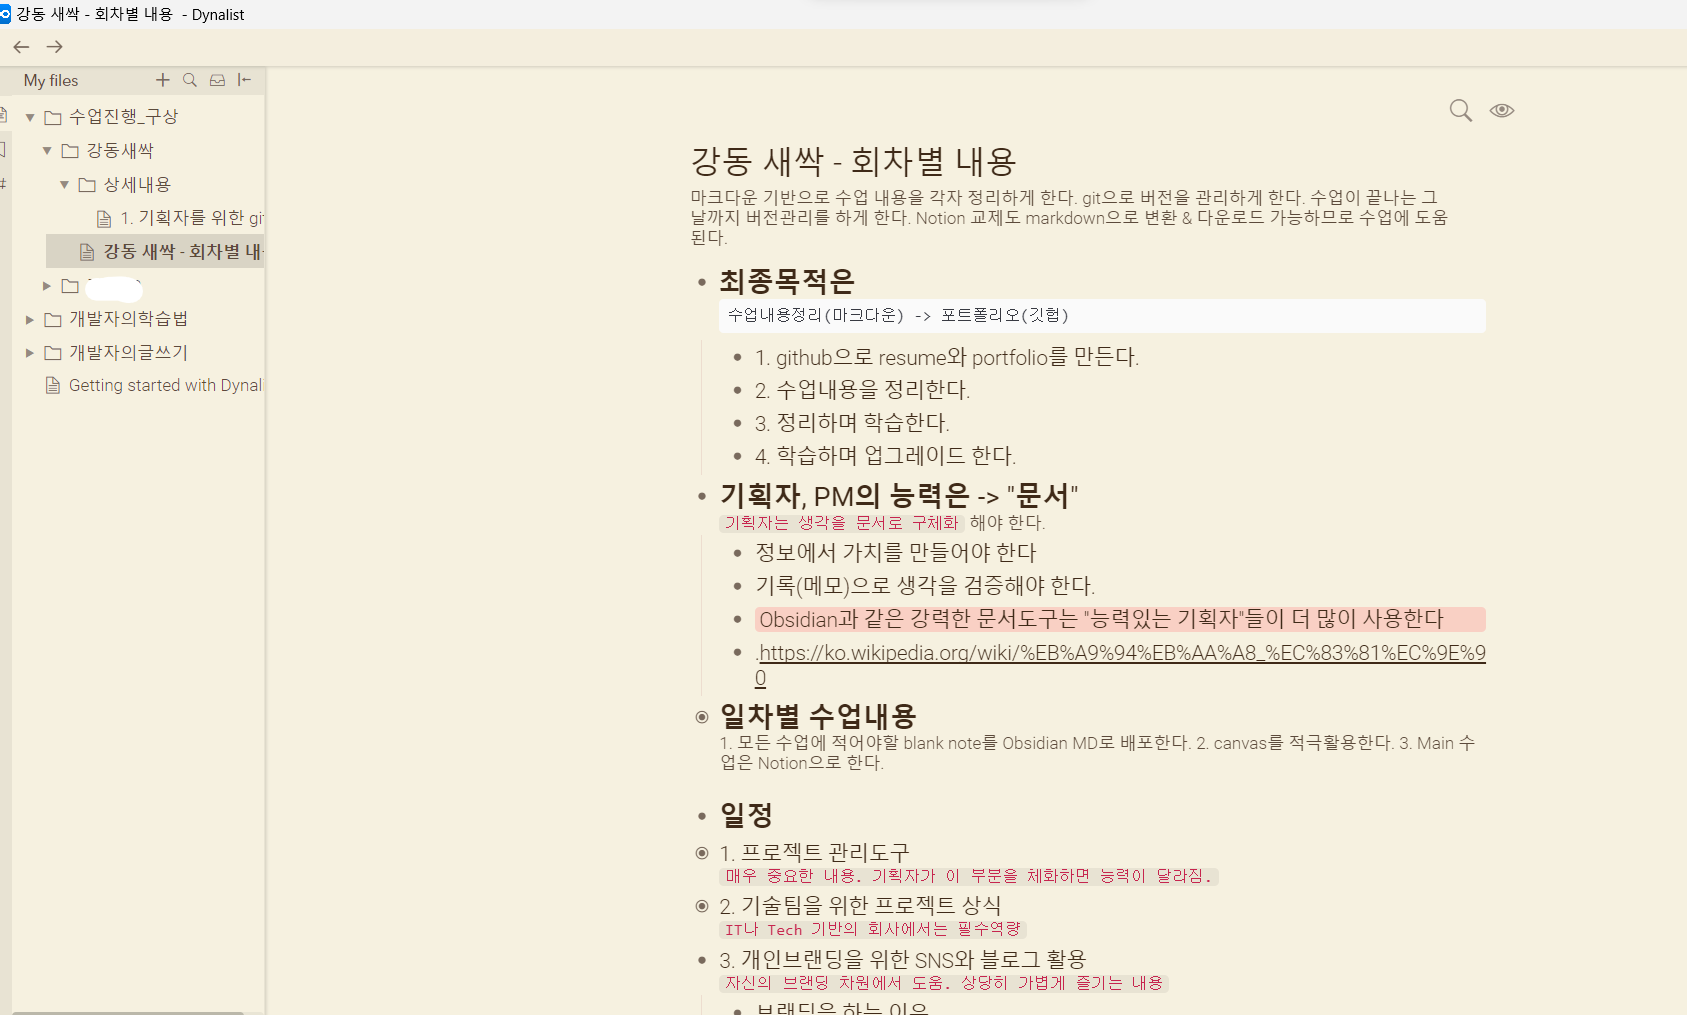 강동 새싹 - 회차별 내용 - Dynalist
My files
수업진행_구상
강동새싹
상세내용
1. 기획자를 위한 gi
강동 새싹 - 회차별 내
개발자의학습법
개발자의글쓰기
Getting started with Dynal
강동 새싹 - 회차별 내용
마크다운 기반으로 수업 내용을 각자 정리하게 한다. git으로 버전을 관리하게 한다. 수업이 끝나는 그
날까지 버전관리를 하게 한다. Notion 교제도 markdown으로 변환 & 다운로드 가능하므로 수업에 도움
된다.
최종목적은
수업내용정리(마크다운) -> 포트폴리오(깃헙)
1. github으로 resume와 portfolio를 만든다.
2. 수업내용을 정리한다.
3. 정리하며 학습한다.
4. 학습하며 업그레이드 한다.
기획자, PM의 능력은 -> "문서"
기획자는 생각을 문서로 구체화 해야 한다.
정보에서 가치를 만들어야 한다
기록(메모)으로 생각을 검증해야 한다.
Obsidian과 같은 강력한 문서도구는 "능력있는 기획자"들이 더 많이 사용한다
.https://ko.wikipedia.org/wiki/%EB%A9%94%EB%AA%A8_%EC%83%81%EC%9E%9
0
일차별 수업내용
1. 모든 수업에 적어야할 blank note를 Obsidian MD로 배포한다. 2. canvas를 적극활용한다. 3. Main 수
업은 Notion으로 한다.
일정
1. 프로젝트 관리도구
매우 중요한 내용. 기획자가 이 부분을 체화하면 능력이 달라짐.
2. 기술팀을 위한 프로젝트 상식
IT나 Tech 기반의 회사에서는 필수역량
3. 개인브랜딩을 위한 SNS와 블로그 활용
자신의 브랜딩 차원에서 도움. 상당히 가볍게 즐기는 내용
브랜딩을 하는 이유